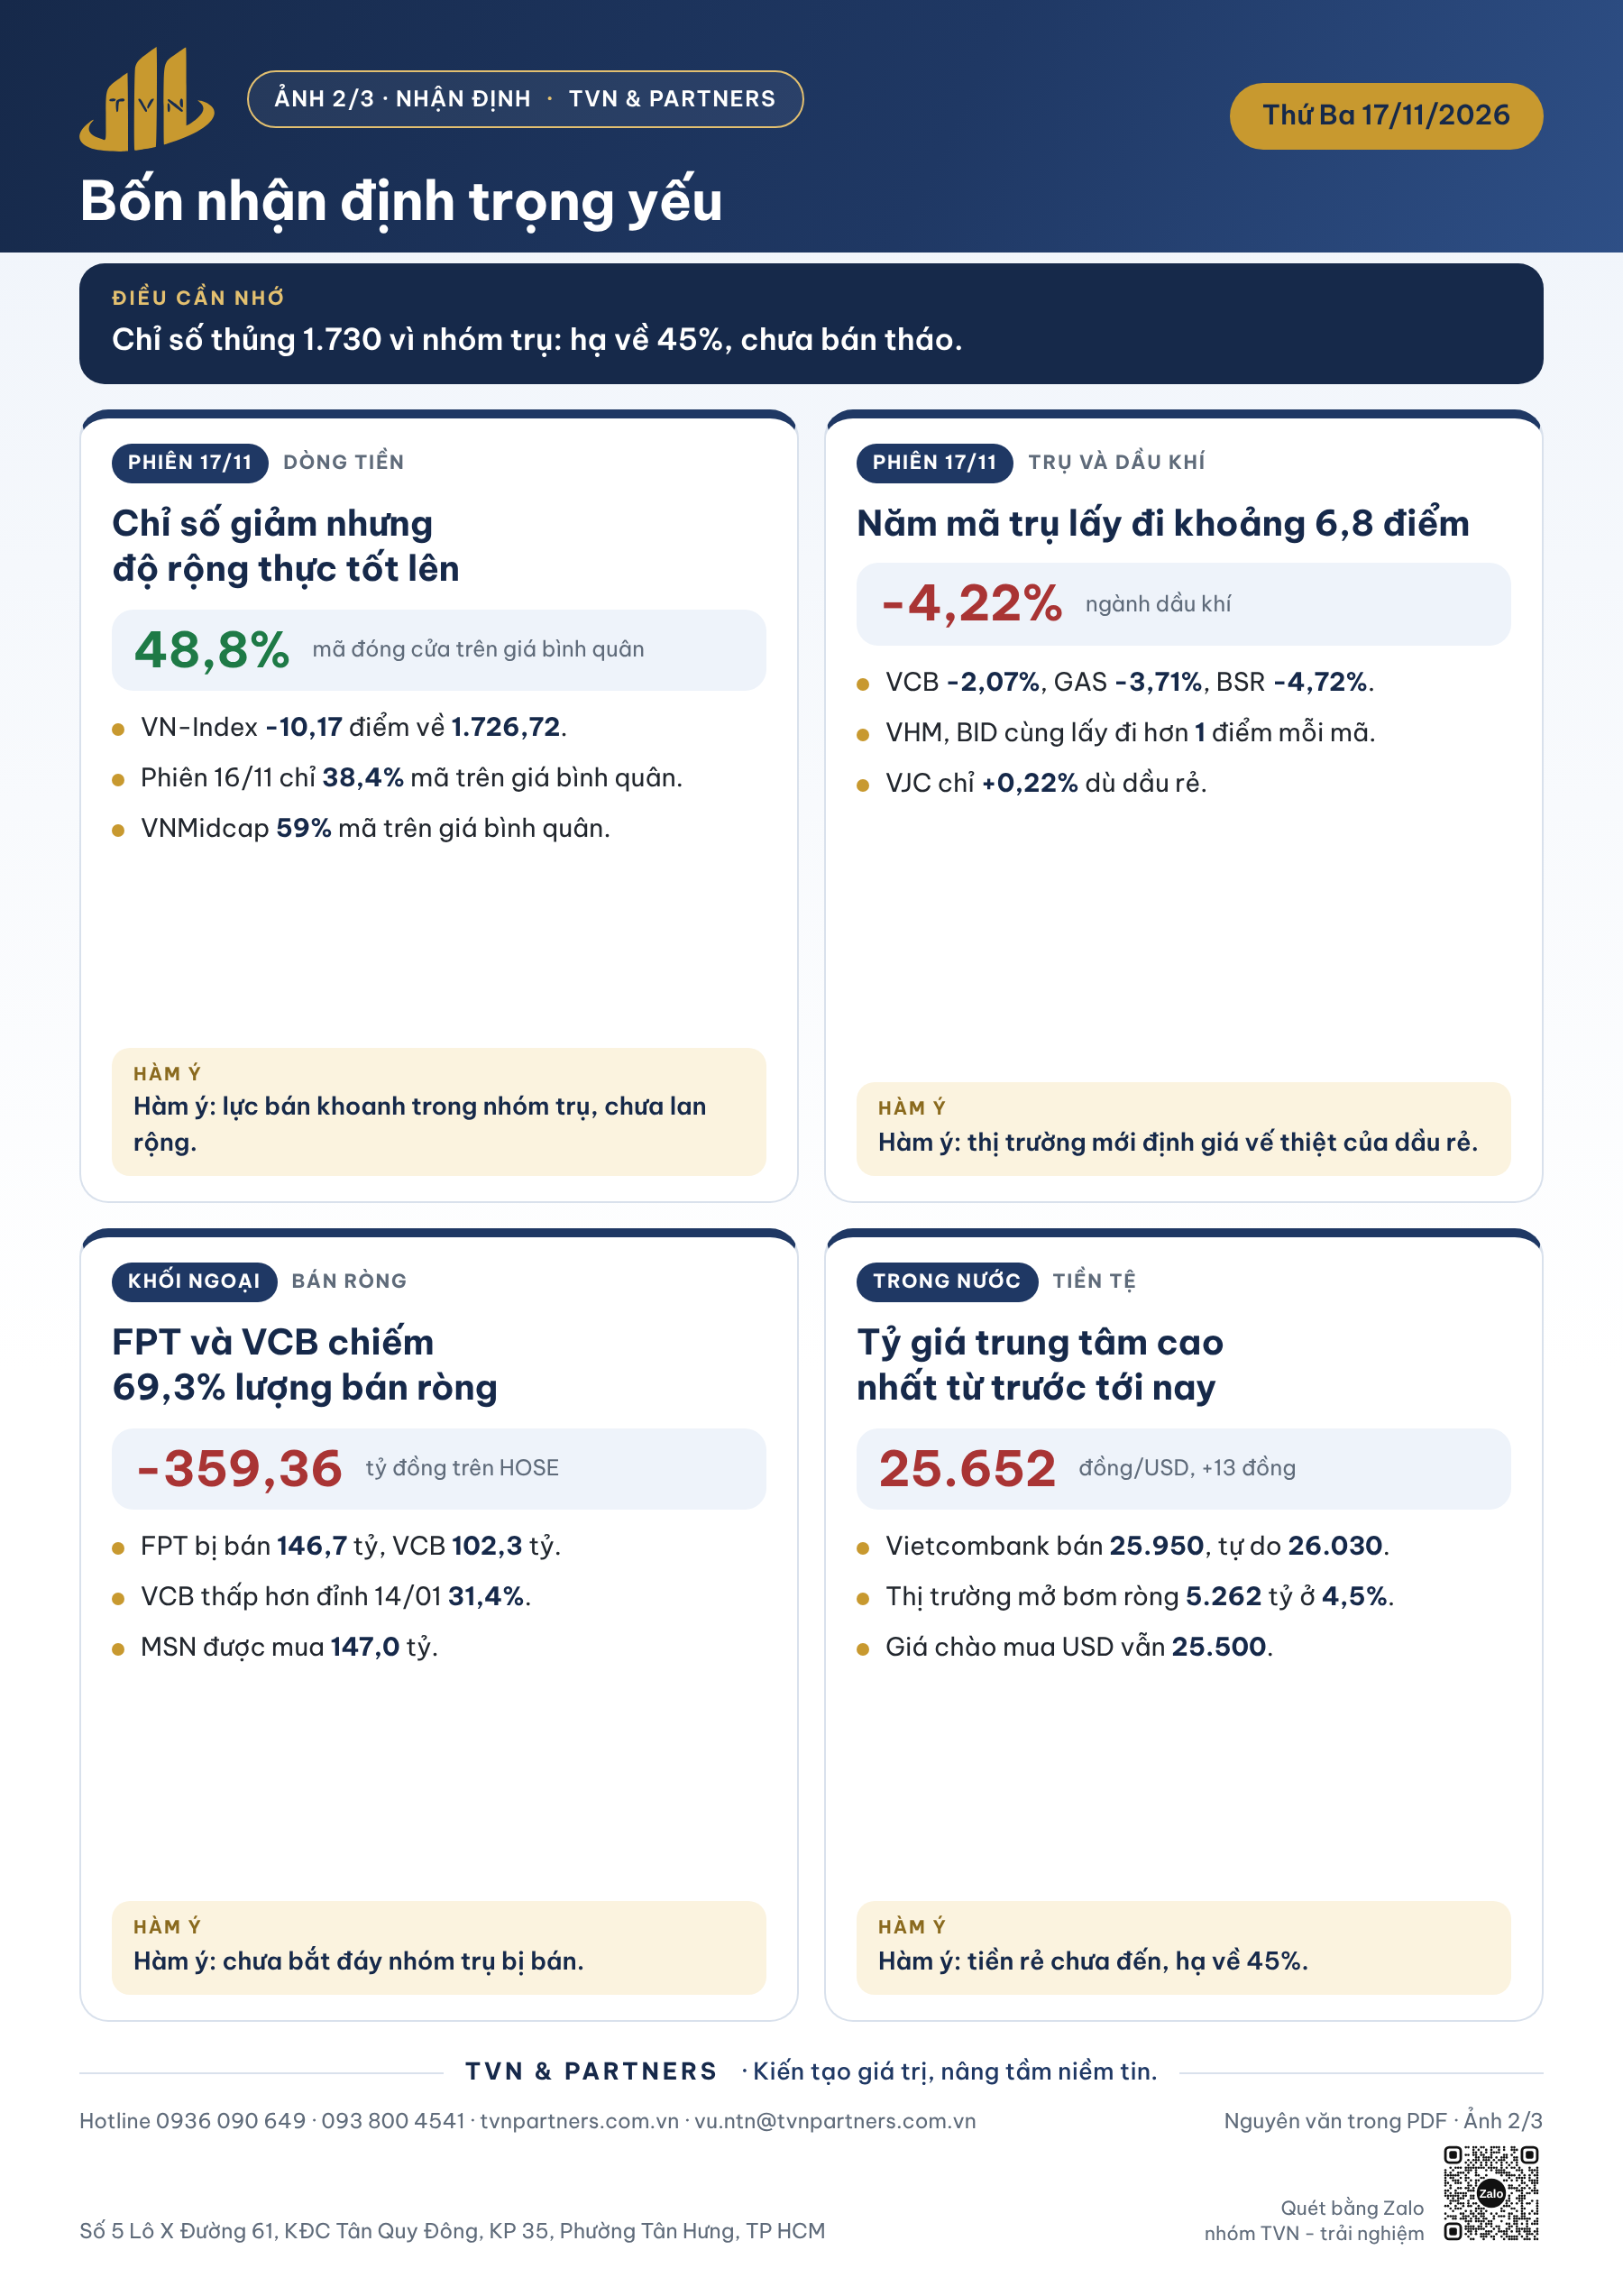 TVN
ẢNH 2/3 · NHẬN ĐỊNH · TVN & PARTNERS
Thứ Ba 17/11/2026
Bốn nhận định trọng yếu
ĐIỀU CẦN NHỚ
Chỉ số thủng 1.730 vì nhóm trụ: hạ về 45%, chưa bán tháo.
PHIÊN 17/11 DÒNG TIỀN
Chỉ số giảm nhưng
độ rộng thực tốt lên
48,8% mã đóng cửa trên giá bình quân
VN-Index -10,17 điểm về 1.726,72.
Phiên 16/11 chỉ 38,4% mã trên giá bình quân.
VNMidcap 59% mã trên giá bình quân.
HÀM Ý
Hàm ý: lực bán khoanh trong nhóm trụ, chưa lan
rộng.
PHIÊN 17/11 TRỤ VÀ DẦU KHÍ
Năm mã trụ lấy đi khoảng 6,8 điểm
-4,22% ngành dầu khí
VCB -2,07%, GAS -3,71%, BSR -4,72%.
VHM, BID cùng lấy đi hơn 1 điểm mỗi mã.
VJC chỉ +0,22% dù dầu rẻ.
HÀM Ý
Hàm ý: thị trường mới định giá vế thiệt của dầu rẻ.
KHỐI NGOẠI BÁN RÒNG
FPT và VCB chiếm
69,3% lượng bán ròng
-359,36 tỷ đồng trên HOSE
FPT bị bán 146,7 tỷ, VCB 102,3 tỷ.
VCB thấp hơn đỉnh 14/01 31,4%.
MSN được mua 147,0 tỷ.
HÀM Ý
Hàm ý: chưa bắt đáy nhóm trụ bị bán.
TRONG NƯỚC TIỀN TỆ
Tỷ giá trung tâm cao
nhất từ trước tới nay
25.652 đồng/USD, +13 đồng
Vietcombank bán 25.950, tự do 26.030.
Thị trường mở bơm ròng 5.262 tỷ ở 4,5%.
Giá chào mua USD vẫn 25.500.
HÀM Ý
Hàm ý: tiền rẻ chưa đến, hạ về 45%.
TVN & PARTNERS · Kiến tạo giá trị, nâng tầm niềm tin.
Hotline 0936 090 649 · 093 800 4541 · tvnpartners.com.vn · vu.ntn@tvnpartners.com.vn
Nguyên văn trong PDF · Ảnh 2/3
Zalo
Quét bằng Zalo
nhóm TVN - trải nghiệm
Số 5 Lô X Đường 61, KĐC Tân Quy Đông, KP 35, Phường Tân Hưng, TP HCM